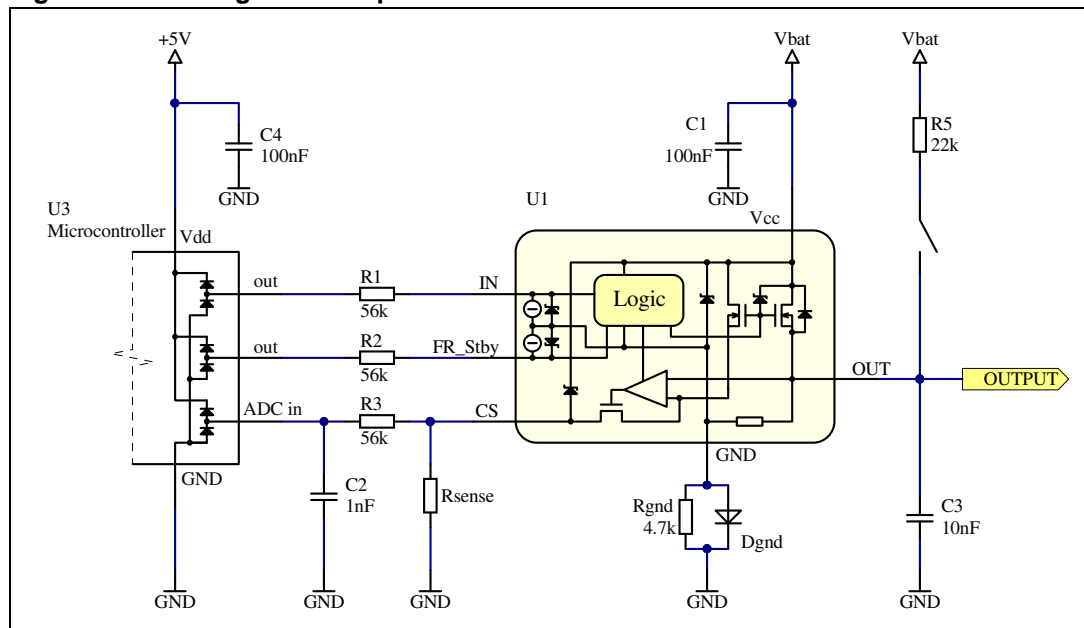 +5V
Vbat
Vbat
C4
100nF
GND
C1
100nF
GND
R5
22k
U3
Microcontroller
Vdd
U1
Vcc
out
R1
56k
IN
Logic
out
R2
56k
FR_Stby
OUT
OUTPUT
ADC in
R3
56k
CS
GND
GND
C2
1nF
Rsense
Rgnd
4.7k
Dgnd
C3
10nF
GND
GND
GND
GND
GND